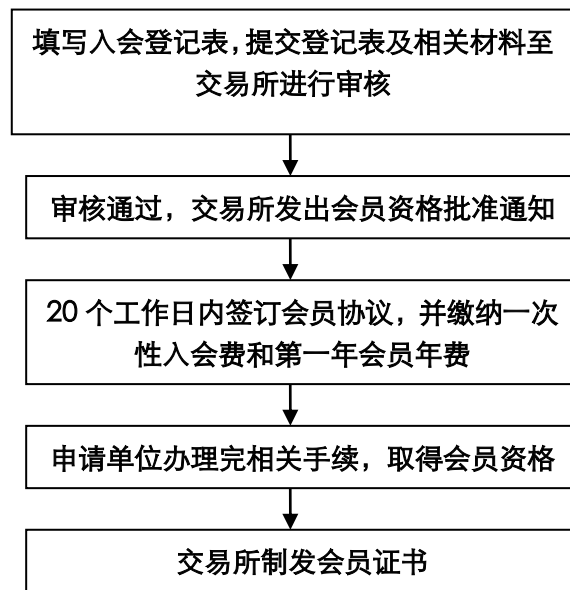 填写入会登记表，提交登记表及相关材料至
交易所进行审核
审核通过，交易所发出会员资格批准通知
20 个工作日内签订会员协议，并缴纳一次
性入会费和第一年会员年费
申请单位办理完相关手续，取得会员资格
交易所制发会员证书